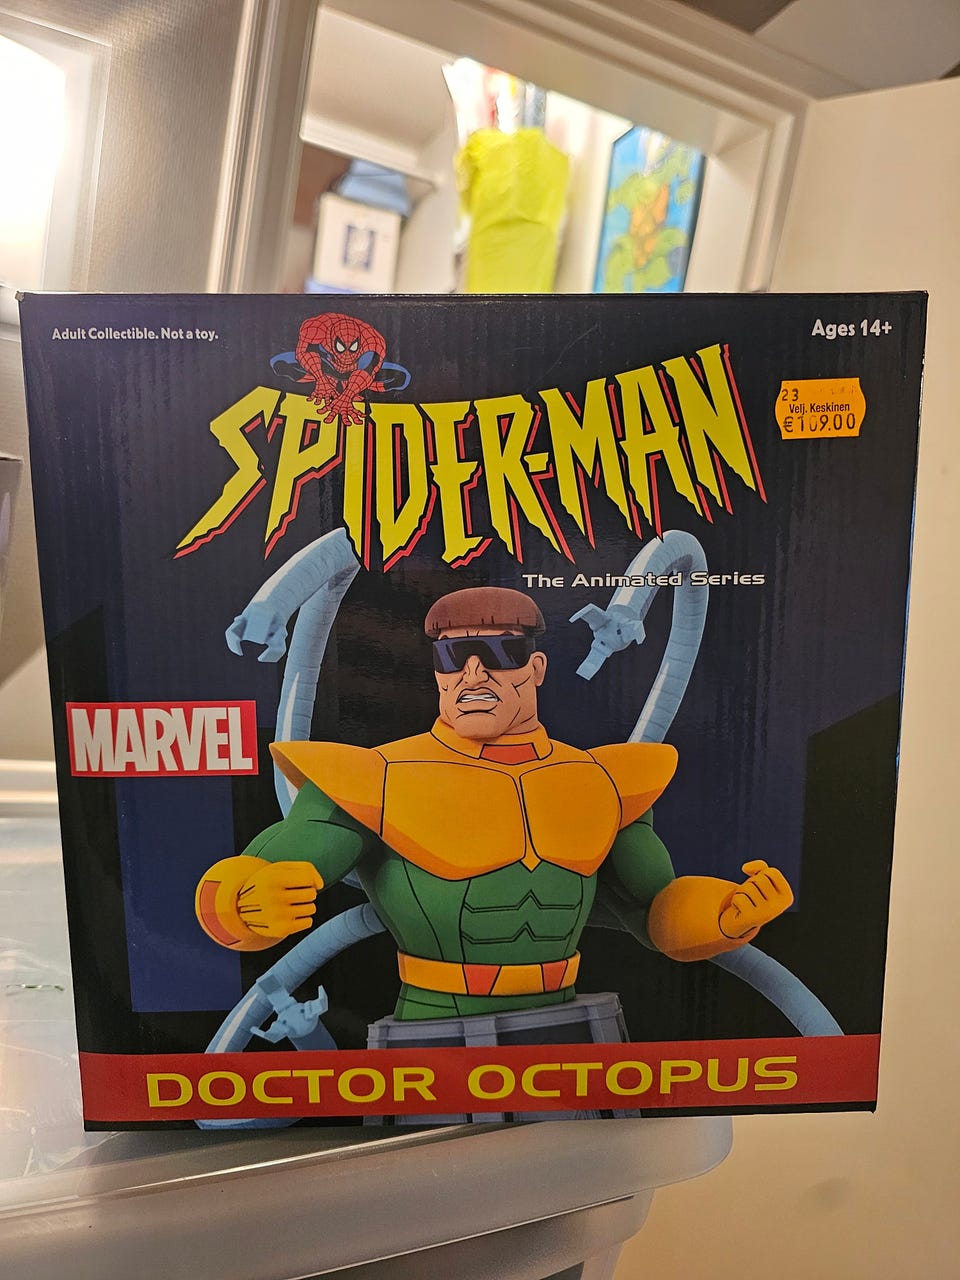 Adult Collectible. Not a toy.
Ages 14+
SPIDER-MAN
23
Velj. Keskinen
€109.00
The Animated Series
MARVEL
DOCTOR OCTOPUS